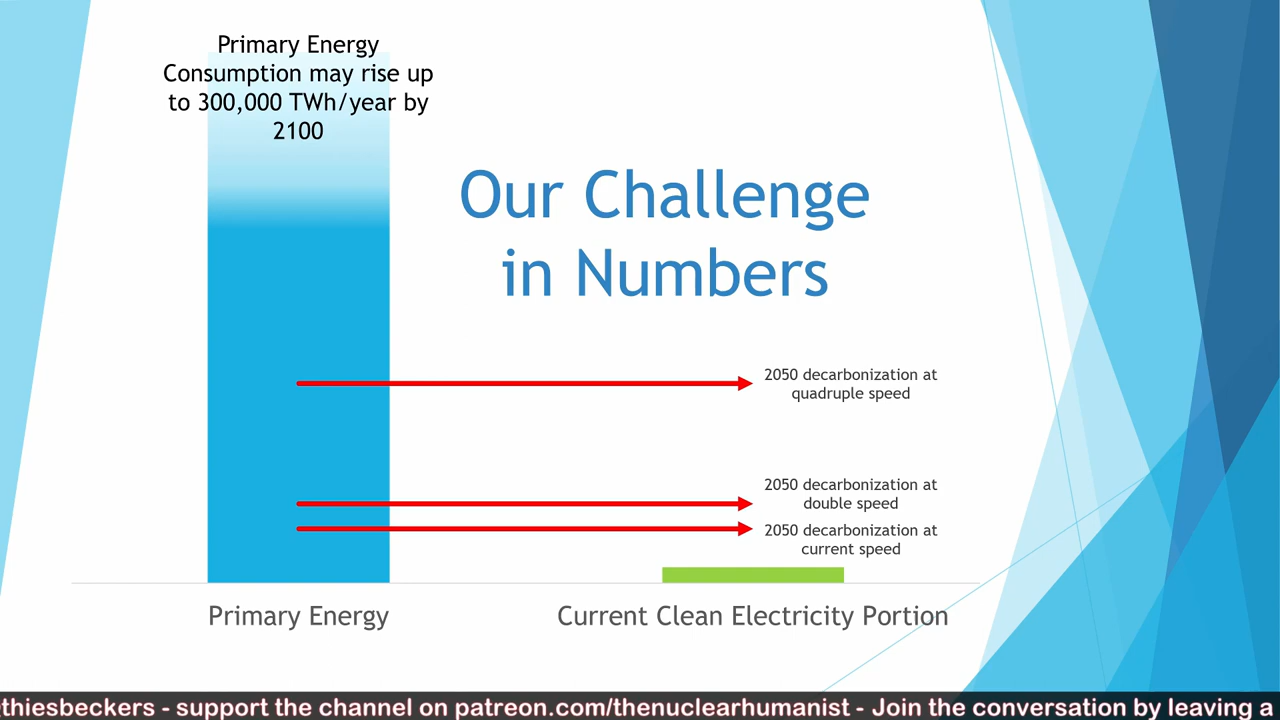 Primary Energy
Consumption may rise up
to 300,000 TWh/year by
2100
Our Challenge
in Numbers
2050 decarbonization at
quadruple speed
2050 decarbonization at
double speed
2050 decarbonization at
current speed
Primary Energy
Current Clean Electricity Portion
thiesbeckers - support the channel on patreon.com/thenuclearhumanist - Join the conversation by leaving a